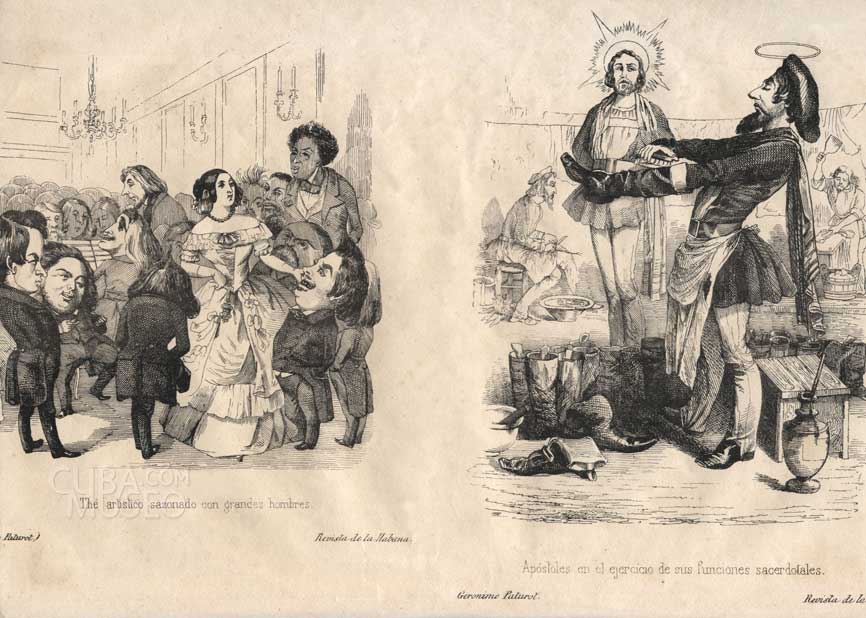 CUBA.COM
MUSEO
Thé artístico sazonado con grandes hombres.
Paturot.)
Revista de la Habana.
Apóstoles en el ejercicio de sus funciones sacerdotales.
Geronimo Paturot.
Revista de la